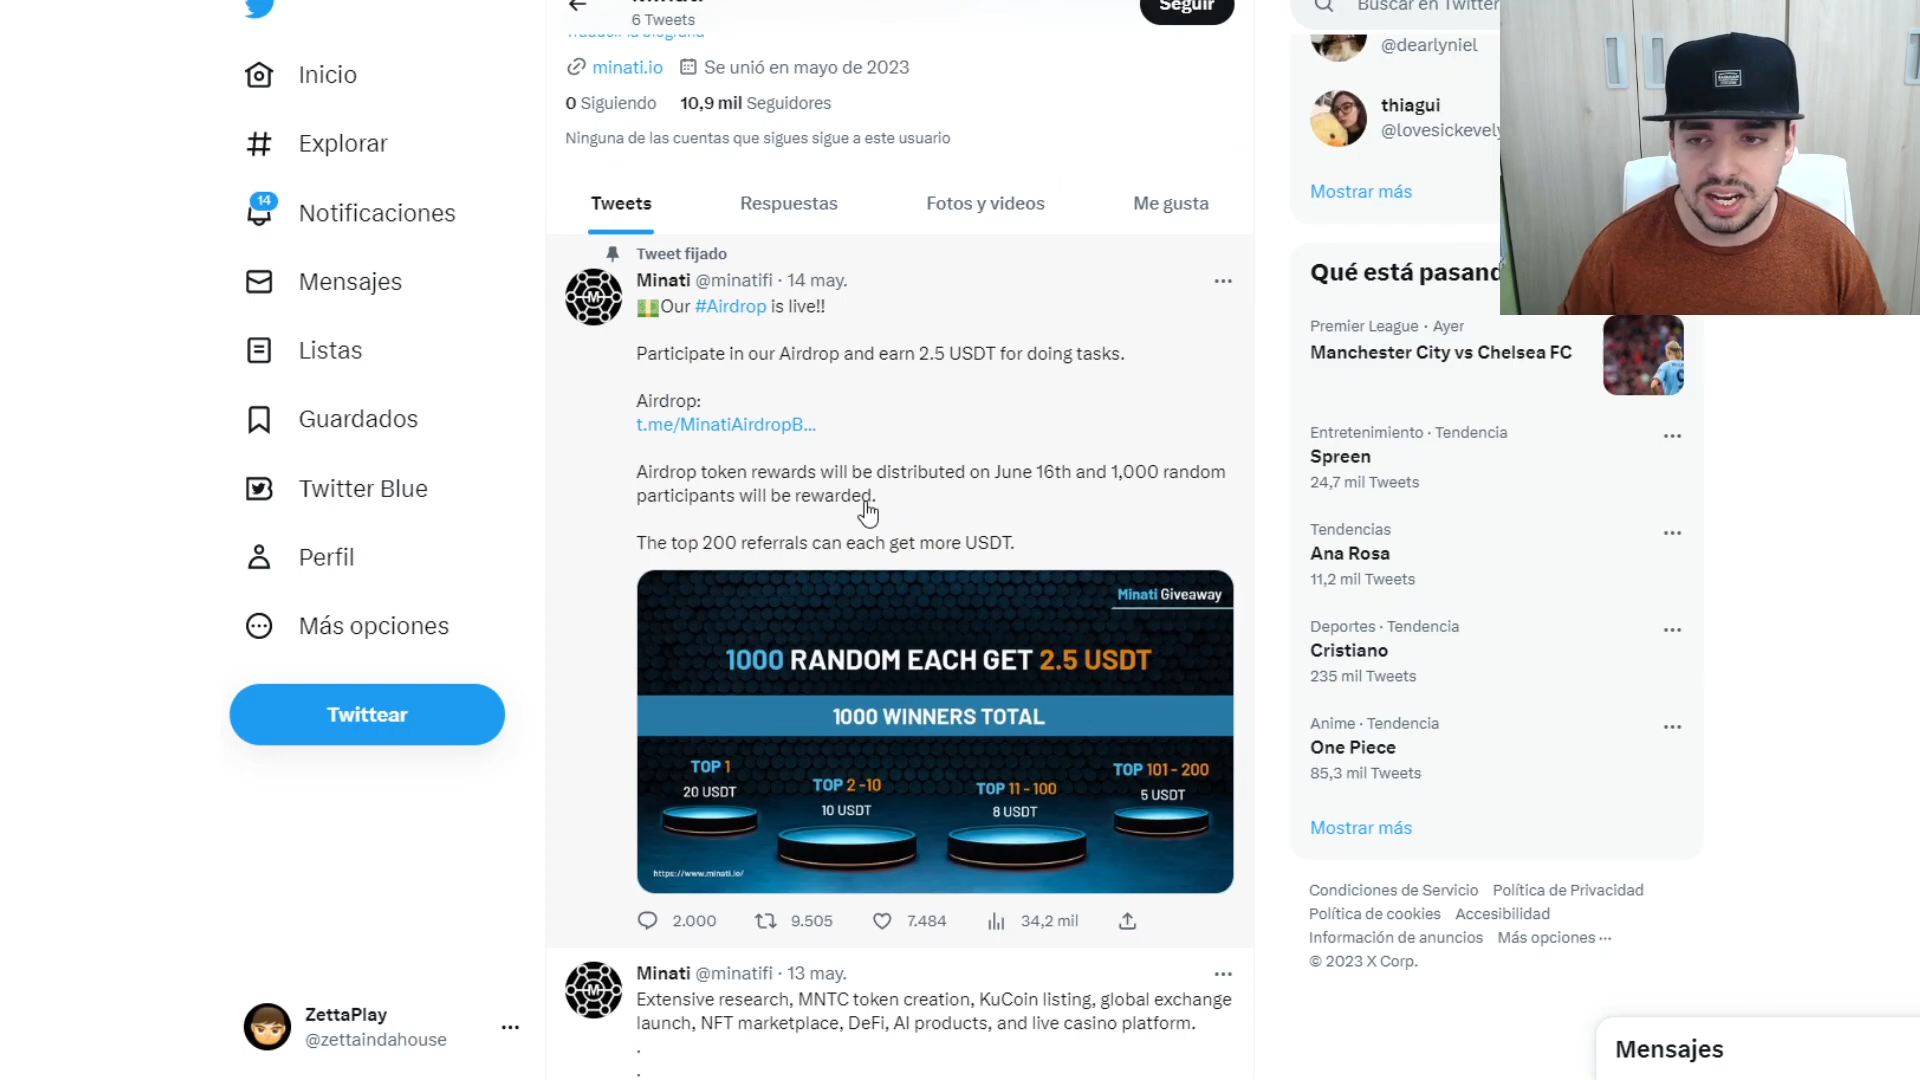 Minati
6 Tweets
Seguir
Buscar en Twitter
Inicio
Explorar
14
Notificaciones
Mensajes
Listas
Guardados
Twitter Blue
Perfil
Más opciones
Twittear
ZettaPlay
@zettaindahouse
Traducir la biografía
minati.io Se unió en mayo de 2023
0 Siguiendo 10,9 mil Seguidores
Ninguna de las cuentas que sigues sigue a este usuario
Tweets Respuestas Fotos y videos Me gusta
Tweet fijado
Minati @minatifi · 14 may.
Our #Airdrop is live!!
Participate in our Airdrop and earn 2.5 USDT for doing tasks.
Airdrop:
t.me/MinatiAirdropB...
Airdrop token rewards will be distributed on June 16th and 1,000 random
participants will be rewarded.
The top 200 referrals can each get more USDT.
Minati Giveaway
1000 RANDOM EACH GET 2.5 USDT
1000 WINNERS TOTAL
TOP 1
20 USDT
TOP 2 -10
10 USDT
TOP 11 - 100
8 USDT
TOP 101 - 200
5 USDT
https://www.minati.io/
2.000 9.505 7.484 34,2 mil
Minati @minatifi · 13 may.
Extensive research, MNTC token creation, KuCoin listing, global exchange
launch, NFT marketplace, DeFi, AI products, and live casino platform.
.
.
@dearlyniel
thiagui
@lovesickevely
Mostrar más
Qué está pasand
Premier League · Ayer
Manchester City vs Chelsea FC
Entretenimiento · Tendencia
Spreen
24,7 mil Tweets
Tendencias
Ana Rosa
11,2 mil Tweets
Deportes · Tendencia
Cristiano
235 mil Tweets
Anime · Tendencia
One Piece
85,3 mil Tweets
Mostrar más
Condiciones de Servicio Política de Privacidad
Política de cookies Accesibilidad
Información de anuncios Más opciones ···
© 2023 X Corp.
Mensajes